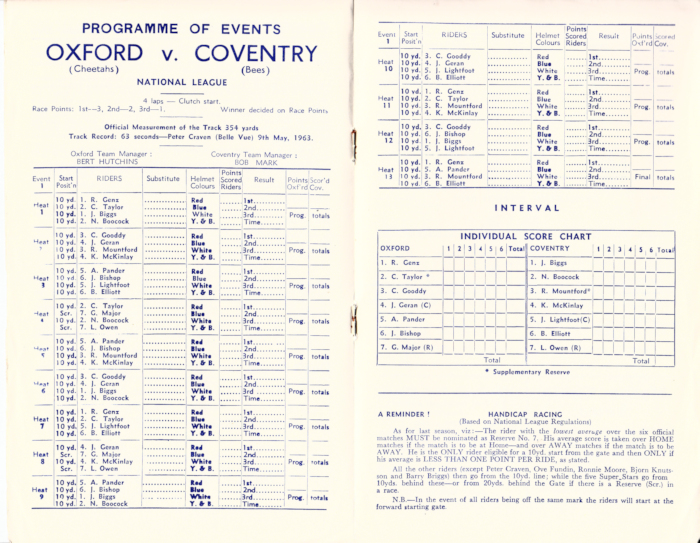 PROGRAMME OF EVENTS
OXFORD v. COVENTRY
(Cheetahs) (Bees)
NATIONAL LEAGUE
4 laps — Clutch start.
Race Points: 1st—3, 2nd—2, 3rd—1. Winner decided on Race Points
Official Measurement of the Track 354 yards
Track Record: 63 seconds—Peter Craven (Belle Vue) 9th May, 1963.
Oxford Team Manager : Coventry Team Manager :
BERT HUTCHINS BOB MARK
Event 1 Start Posit'n RIDERS Substitute Helmet Colours Points Scored Riders Result Points Scor'd Oxf'rd Cov.
Heat 1
10 yd. 1. R. Genz Red 1st
10 yd. 2. C. Taylor Blue 2nd
10 yd. 1. J. Biggs White 3rd Prog. totals
10 yd. 2. N. Boocock Y. & B. Time
Heat
10 yd. 3. C. Gooddy Red 1st
10 yd. 4. J. Geran Blue 2nd
10 yd. 3. R. Mountford White 3rd Prog. totals
10 yd. 4. K. McKinlay Y. & B. Time
Heat 3
10 yd. 5. A. Pander Red 1st
10 yd. 6. J. Bishop Blue 2nd
10 yd. 5. J. Lightfoot White 3rd Prog. totals
10 yd. 6. B. Elliott Y. & B. Time
Heat
10 yd. 2. C. Taylor Red 1st
Scr. 7. G. Major Blue 2nd
10 yd. 2. N. Boocock White 3rd Prog. totals
Scr. 7. L. Owen Y. & B. Time
Heat
10 yd. 5. A. Pander Red 1st
10 yd. 6. J. Bishop Blue 2nd
10 yd. 3. R. Mountford White 3rd Prog. totals
10 yd. 4. K. McKinlay Y. & B. Time
Heat 6
10 yd. 3. C. Gooddy Red 1st
10 yd. 4. J. Geran Blue 2nd
10 yd. 1. J. Biggs White 3rd Prog. totals
10 yd. 2. N. Boocock Y. & B. Time
Heat 7
10 yd. 1. R. Genz Red 1st
10 yd. 2. C. Taylor Blue 2nd
10 yd. 5. J. Lightfoot White 3rd Prog. totals
10 yd. 6. B. Elliott Y. & B. Time
Heat 8
10 yd. 4. J. Geran Red 1st
Scr. 7. G. Major Blue 2nd
10 yd. 4. K. McKinlay White 3rd Prog. totals
Scr. 7. L. Owen Y. & B. Time
Heat 9
10 yd. 5. A. Pander Red 1st
10 yd. 6. J. Bishop Blue 2nd
10 yd. 1. J. Biggs White 3rd Prog. totals
10 yd. 2. N. Boocock Y. & B. Time
Event 1 Start Posit'n RIDERS Substitute Helmet Colours Points Scored Riders Result Points scored Oxf'rd Cov.
Heat 10
10 yd. 3. C. Gooddy Red 1st
10 yd. 4. J. Geran Blue 2nd
10 yd. 5. J. Lightfoot White 3rd Prog. totals
10 yd. 6. B. Elliott Y. & B. Time
Heat 11
10 yd. 1. R. Genz Red 1st
10 yd. 2. C. Taylor Blue 2nd
10 yd. 3. R. Mountford White 3rd Prog. totals
10 yd. 4. K. McKinlay Y. & B. Time
Heat 12
10 yd. 3. C. Gooddy Red 1st
10 yd. 6. J. Bishop Blue 2nd
10 yd. 1. J. Biggs White 3rd Prog. totals
10 yd. 5. J. Lightfoot Y. & B. Time
Heat 13
10 yd. 1. R. Genz Red 1st
10 yd. 5. A. Pander Blue 2nd
10 yd. 3. R. Mountford White 3rd Final totals
10 yd. 6. B. Elliott Y. & B. Time
INTERVAL
INDIVIDUAL SCORE CHART
OXFORD 1 2 3 4 5 6 Total COVENTRY 1 2 3 4 5 6 Total
1. R. Genz 1. J. Biggs
2. C. Taylor * 2. N. Boocock
3. C. Gooddy 3. R. Mountford*
4. J. Geran (C) 4. K. McKinlay
5. A. Pander 5. J. Lightfoot(C)
6. J. Bishop 6. B. Elliott
7. G. Major (R) 7. L. Owen (R)
Total Total
* Supplementary Reserve
A REMINDER ! HANDICAP RACING
(Based on National League Regulations)
As for last season, viz:—The rider with the lowest average over the six official
matches MUST be nominated as Reserve No. 7. His average score is taken over HOME
matches if the match is to be at Home—and over AWAY matches if the match is to be
AWAY. He is the ONLY rider eligible for a 10yd. start from the gate and then ONLY if
his average is LESS THAN ONE POINT PER RIDE, as stated.
All the other riders (except Peter Craven, Ove Fundin, Ronnie Moore, Bjorn Knuts-
son and Barry Briggs) then go from the 10yd. line; while the five Super Stars go from
10yds. behind these—or from 20yds. behind the Gate if there is a Reserve (Scr.) in
a race.
N.B—In the event of all riders being off the same mark the riders will start at the
forward starting gate.